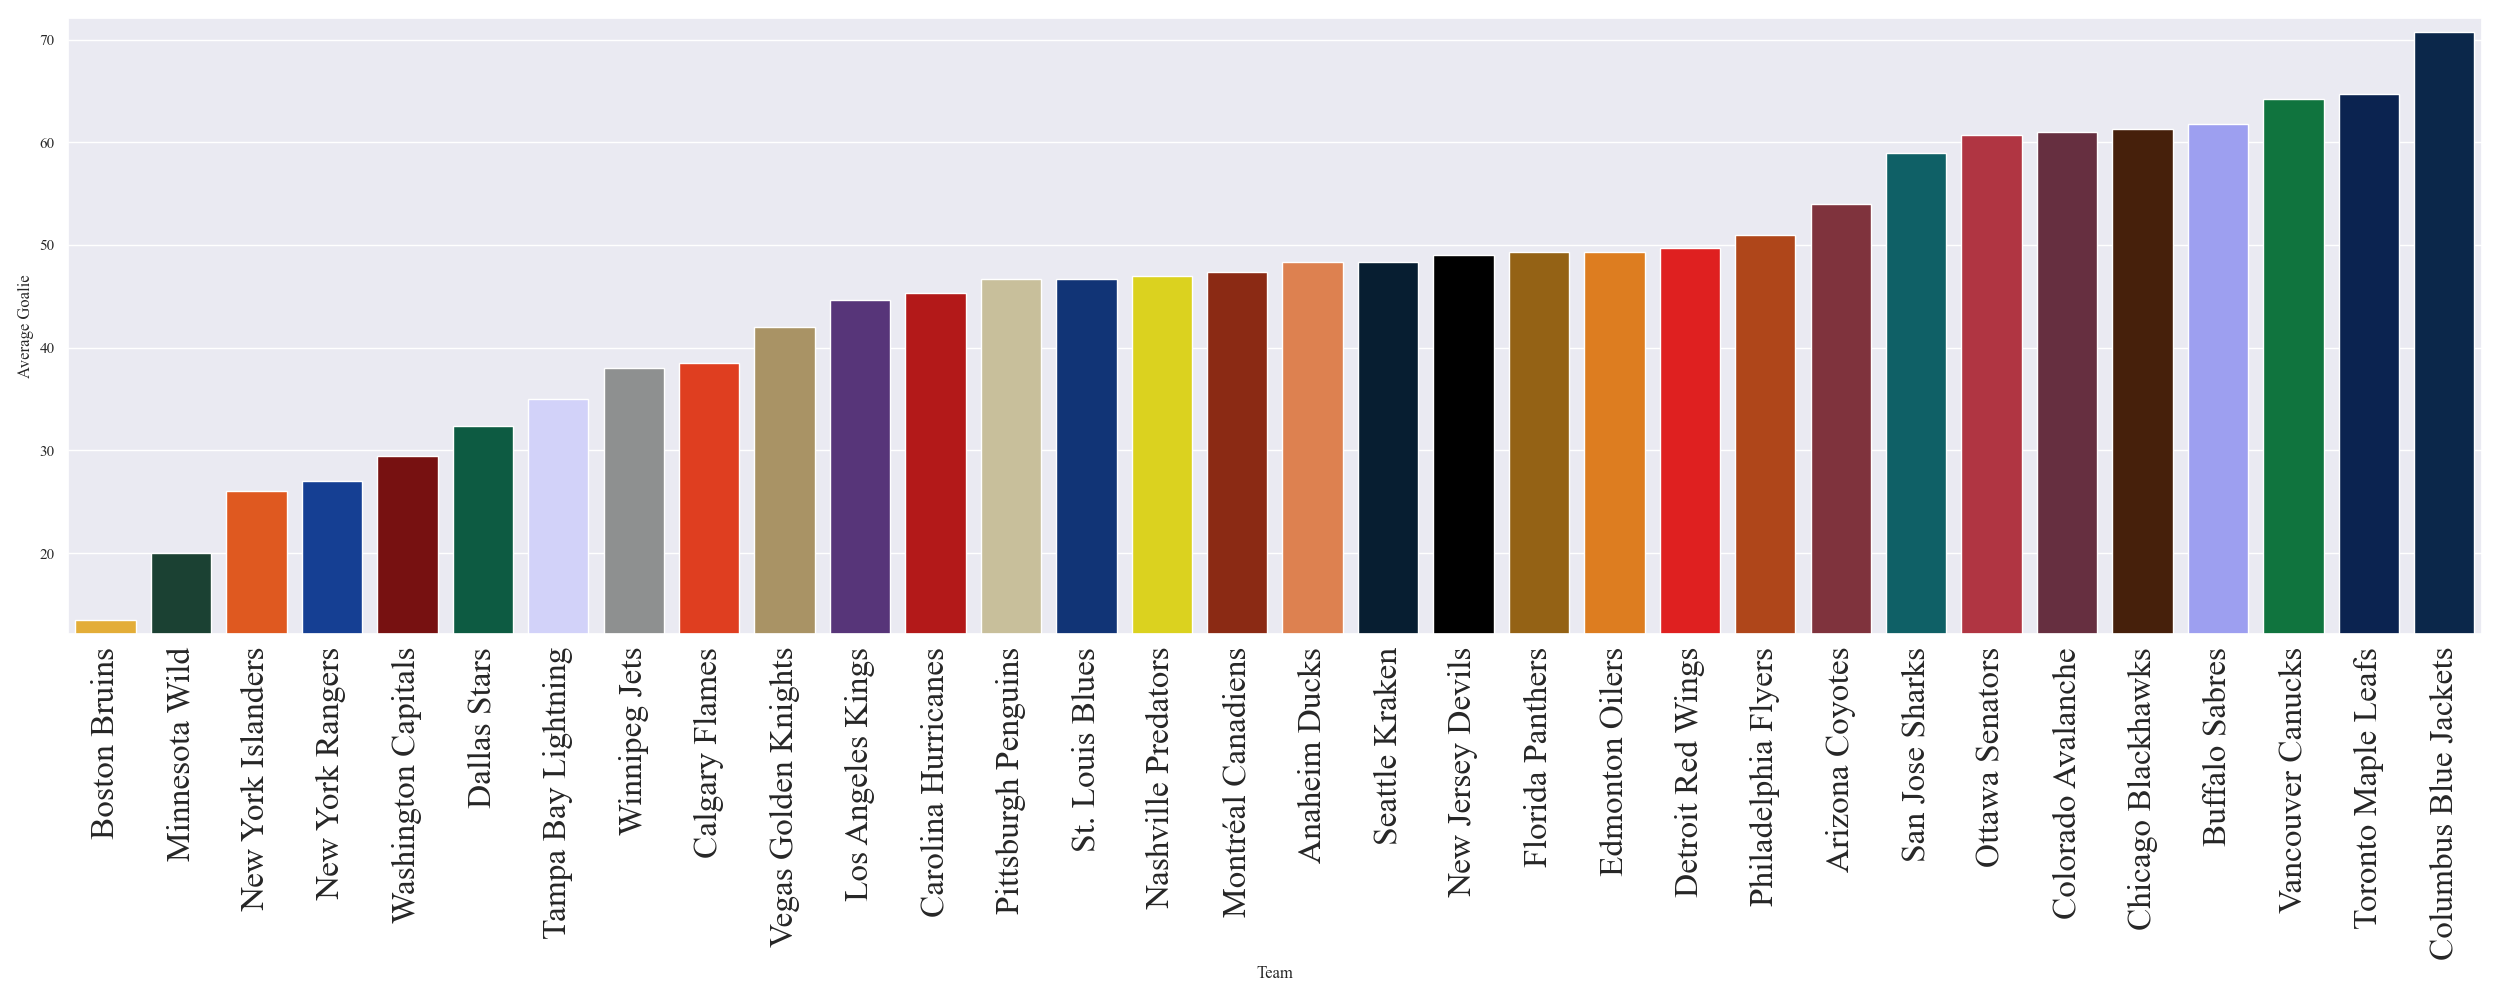 70
60
50
40
30
20
Average Goalie
Boston Bruins
Minnesota Wild
New York Islanders
New York Rangers
Washington Capitals
Dallas Stars
Tampa Bay Lightning
Winnipeg Jets
Calgary Flames
Vegas Golden Knights
Los Angeles Kings
Carolina Hurricanes
Pittsburgh Penguins
St. Louis Blues
Nashville Predators
Montréal Canadiens
Anaheim Ducks
Seattle Kraken
New Jersey Devils
Florida Panthers
Edmonton Oilers
Detroit Red Wings
Philadelphia Flyers
Arizona Coyotes
San Jose Sharks
Ottawa Senators
Colorado Avalanche
Chicago Blackhawks
Buffalo Sabres
Vancouver Canucks
Toronto Maple Leafs
Columbus Blue Jackets
Team